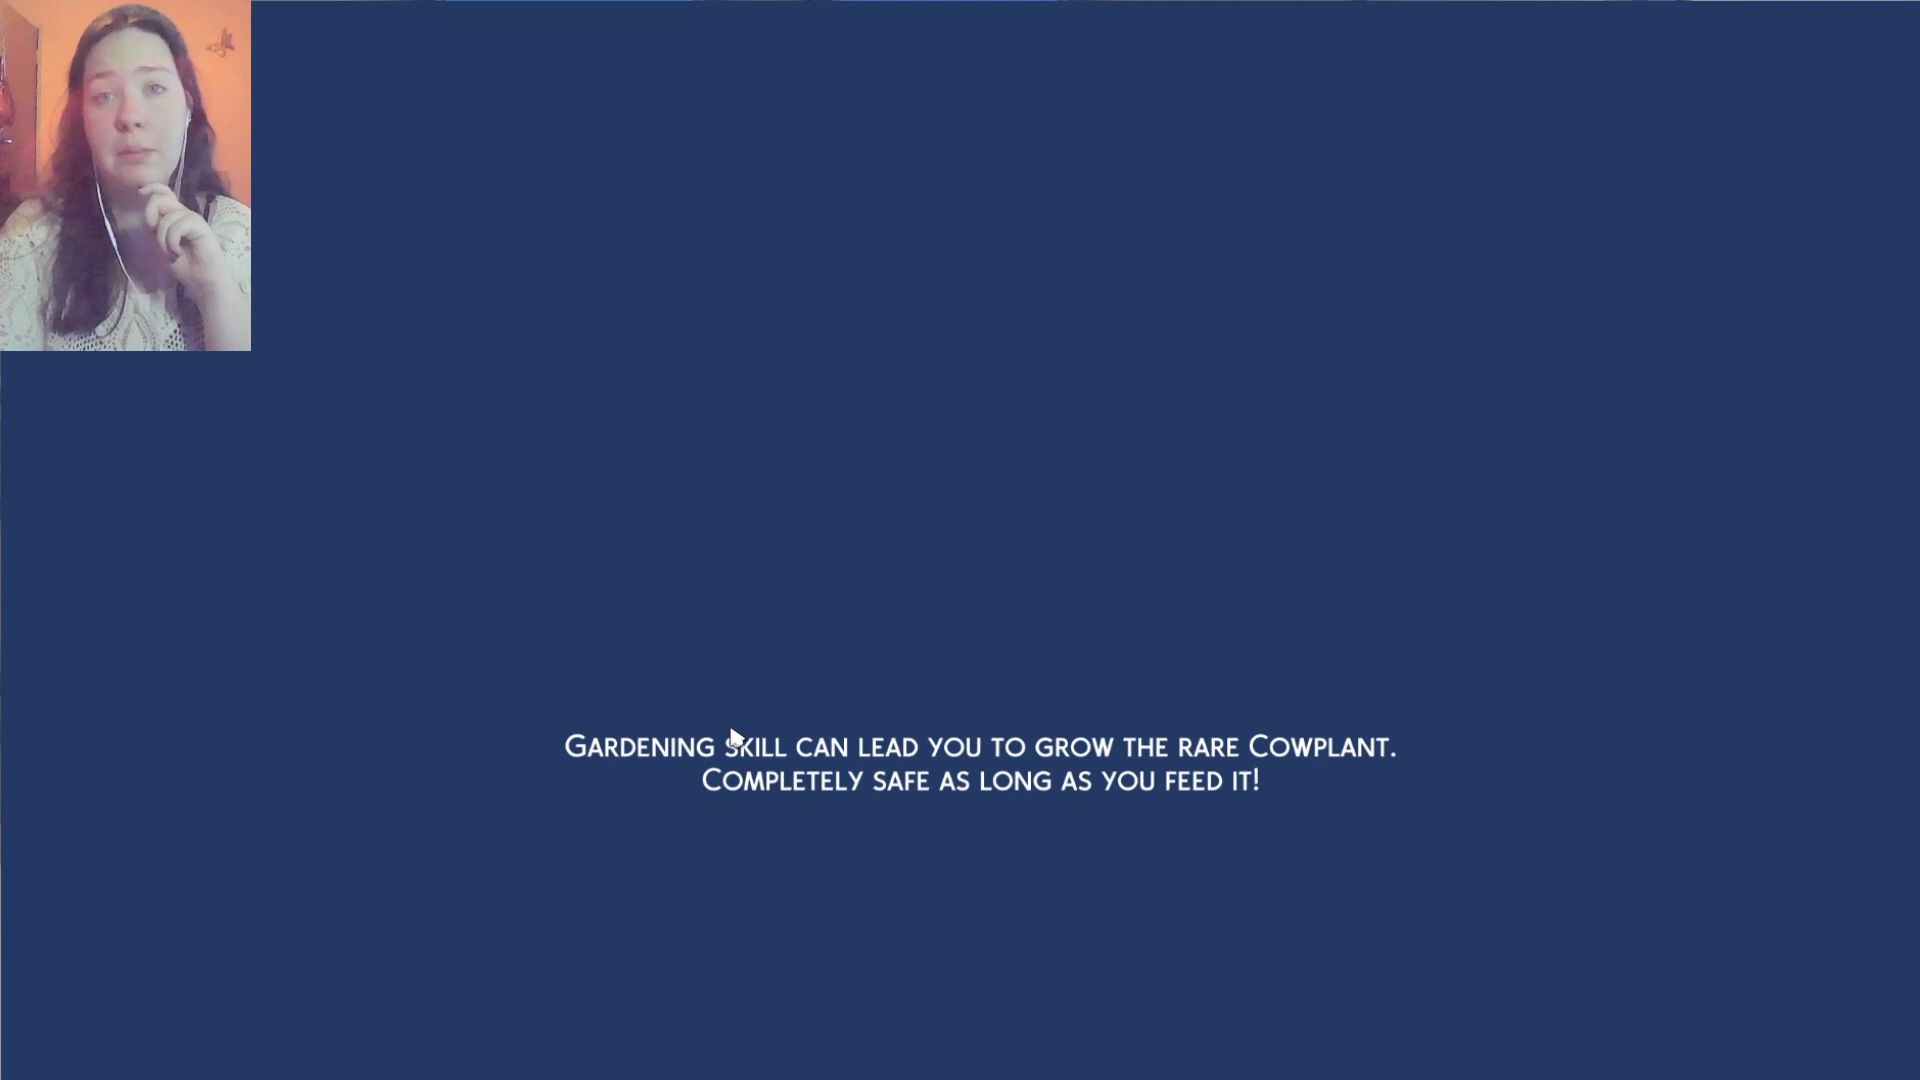 Gardening skill can lead you to grow the rare Cowplant.
Completely safe as long as you feed it!